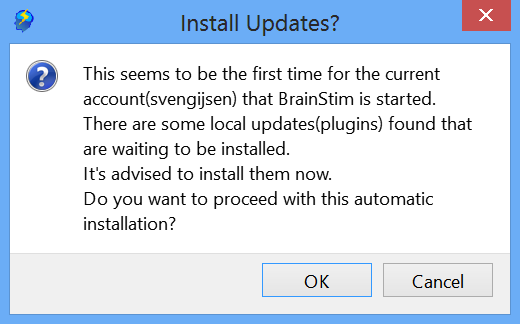 Install Updates?
This seems to be the first time for the current
account(svengijsen) that BrainStim is started.
There are some local updates(plugins) found that
are waiting to be installed.
It's advised to install them now.
Do you want to proceed with this automatic
installation?
OK Cancel